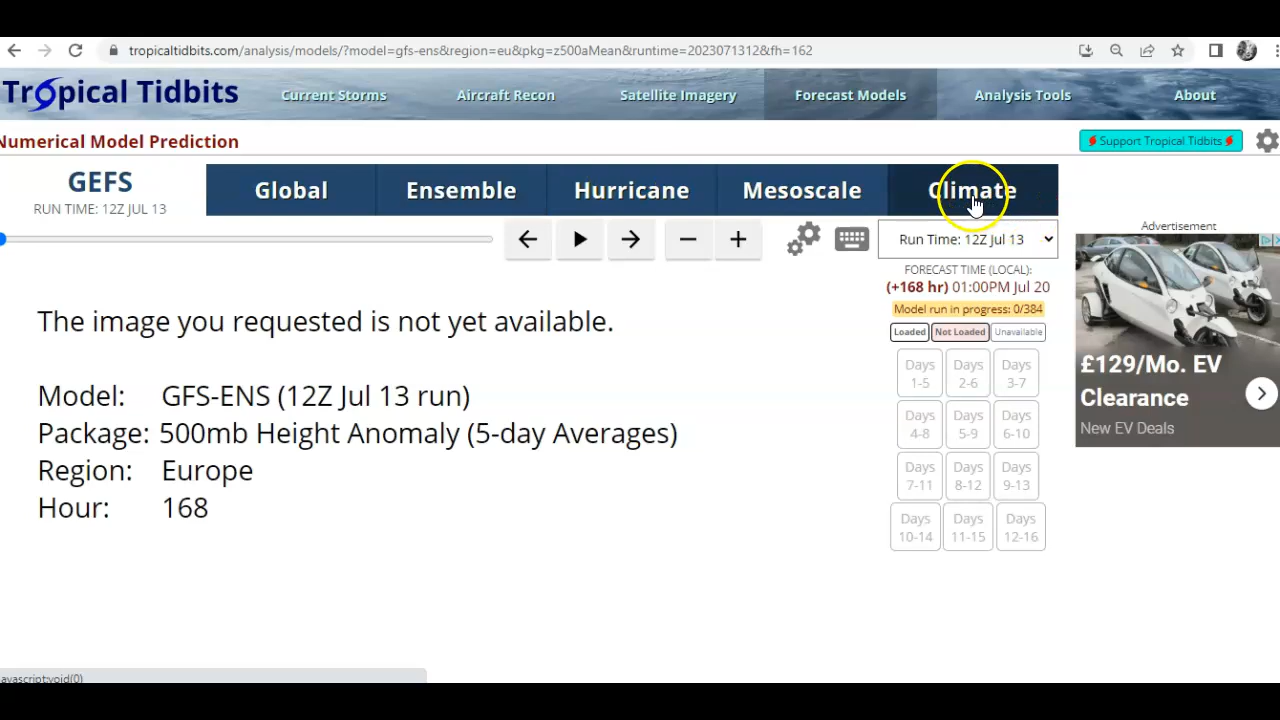 tropicaltidbits.com/analysis/models/?model=gfs-ens&region=eu&pkg=z500aMean&runtime=2023071312&fh=162
Tropical Tidbits
Current Storms
Aircraft Recon
Satellite Imagery
Forecast Models
Analysis Tools
About
Numerical Model Prediction
Support Tropical Tidbits
GEFS
RUN TIME: 12Z JUL 13
Global
Ensemble
Hurricane
Mesoscale
Climate
Run Time: 12Z Jul 13
FORECAST TIME (LOCAL):
(+168 hr) 01:00PM Jul 20
Model run in progress: 0/384
Loaded
Not Loaded
Unavailable
Days
1-5
Days
2-6
Days
3-7
Days
4-8
Days
5-9
Days
6-10
Days
7-11
Days
8-12
Days
9-13
Days
10-14
Days
11-15
Days
12-16
The image you requested is not yet available.
Model: GFS-ENS (12Z Jul 13 run)
Package: 500mb Height Anomaly (5-day Averages)
Region: Europe
Hour: 168
Advertisement
£129/Mo. EV
Clearance
New EV Deals
avascript:void(0)